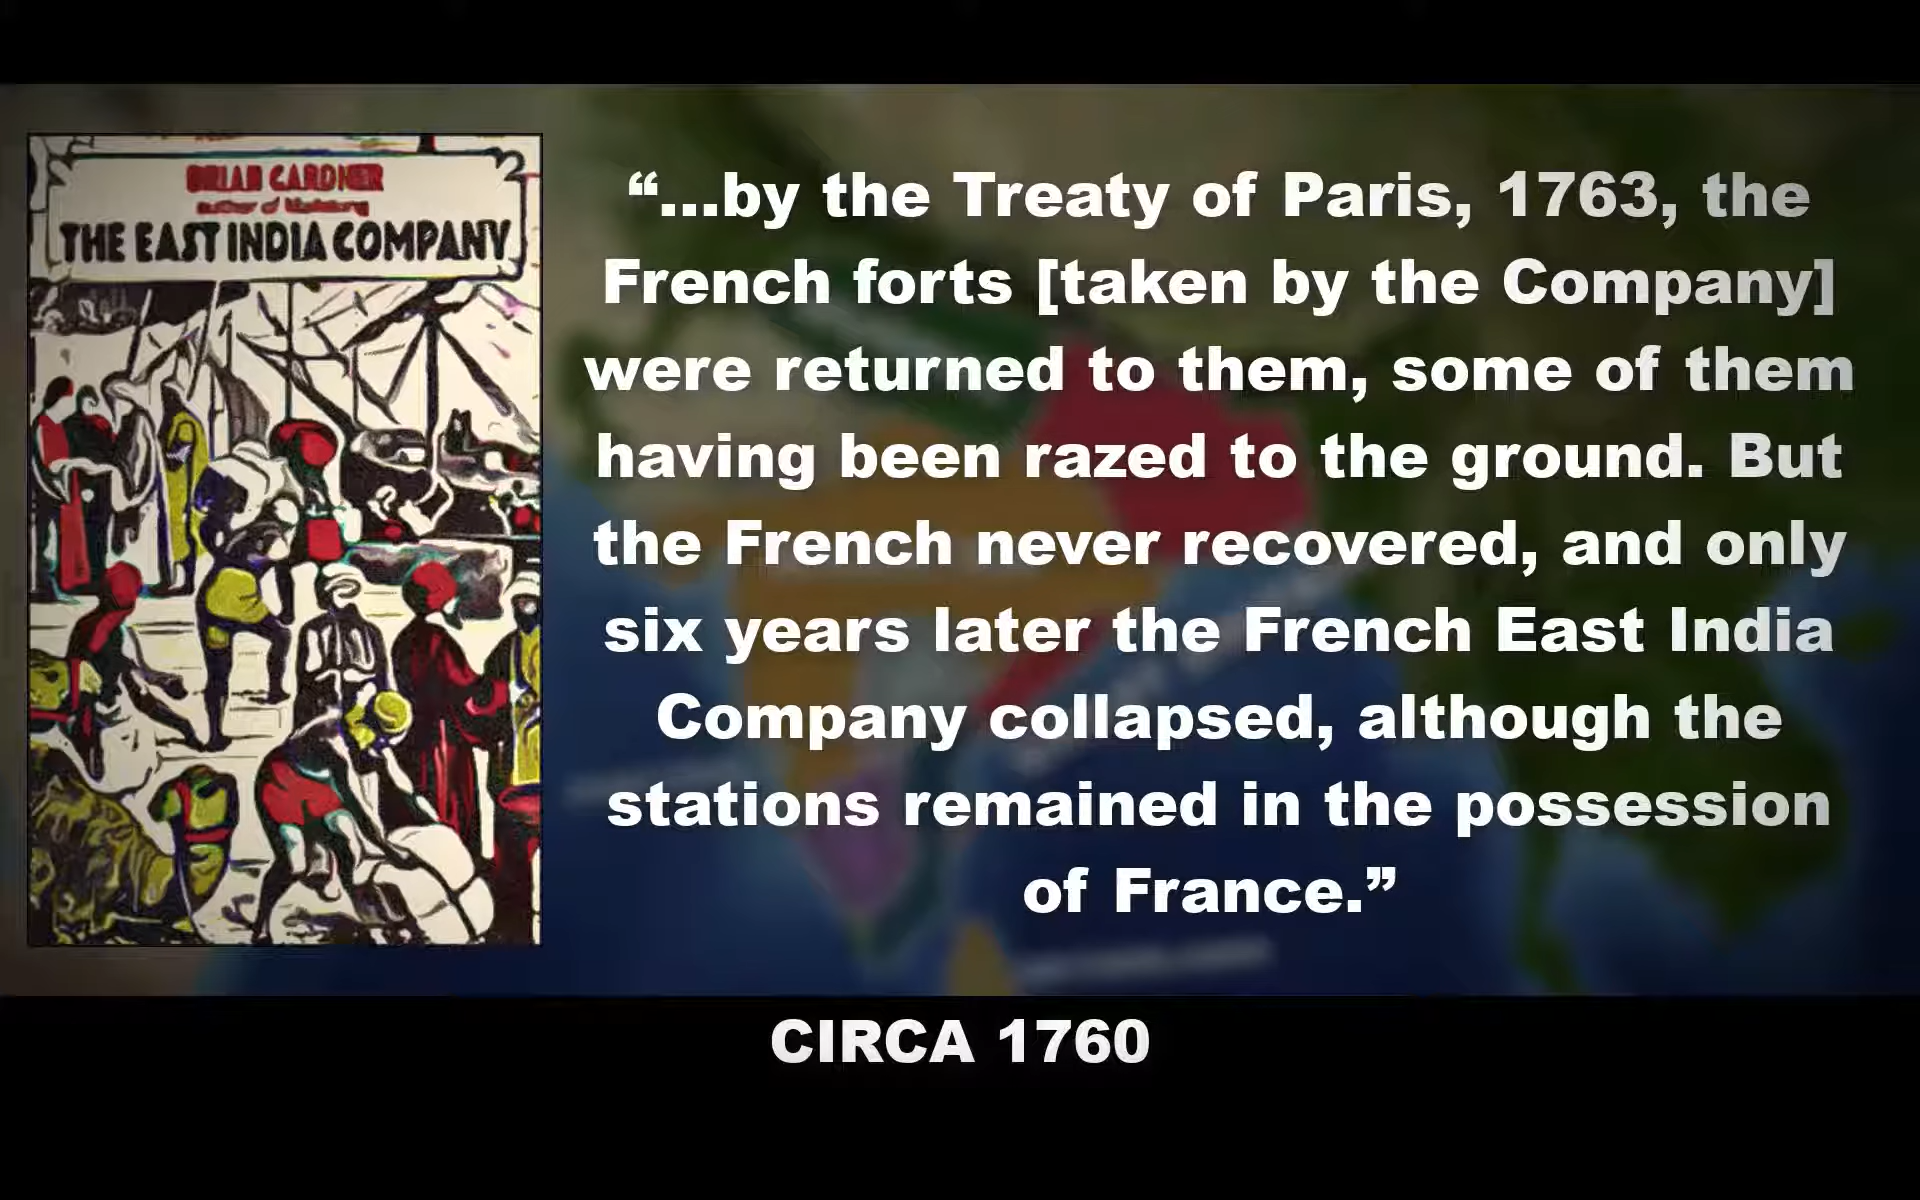 BRIAN GARDNER
THE EAST INDIA COMPANY
“...by the Treaty of Paris, 1763, the
French forts [taken by the Company]
were returned to them, some of them
having been razed to the ground. But
the French never recovered, and only
six years later the French East India
Company collapsed, although the
stations remained in the possession
of France.”
CIRCA 1760